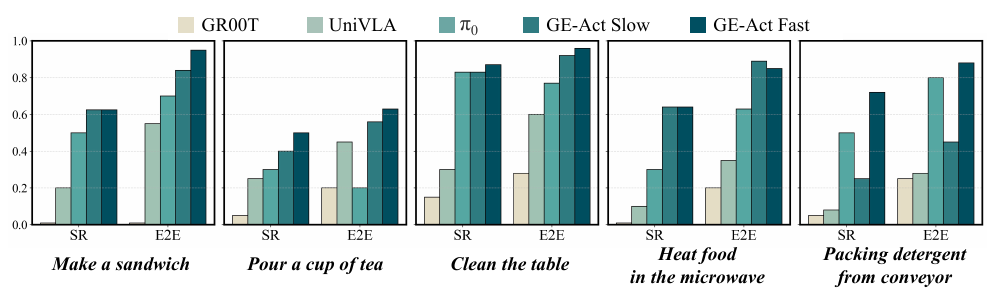 GR00T UniVLA π0 GE-Act Slow GE-Act Fast
1.0
0.8
0.6
0.4
0.2
0.0
SR E2E SR E2E SR E2E SR E2E SR E2E
Make a sandwich
Pour a cup of tea
Clean the table
Heat food
in the microwave
Packing detergent
from conveyor